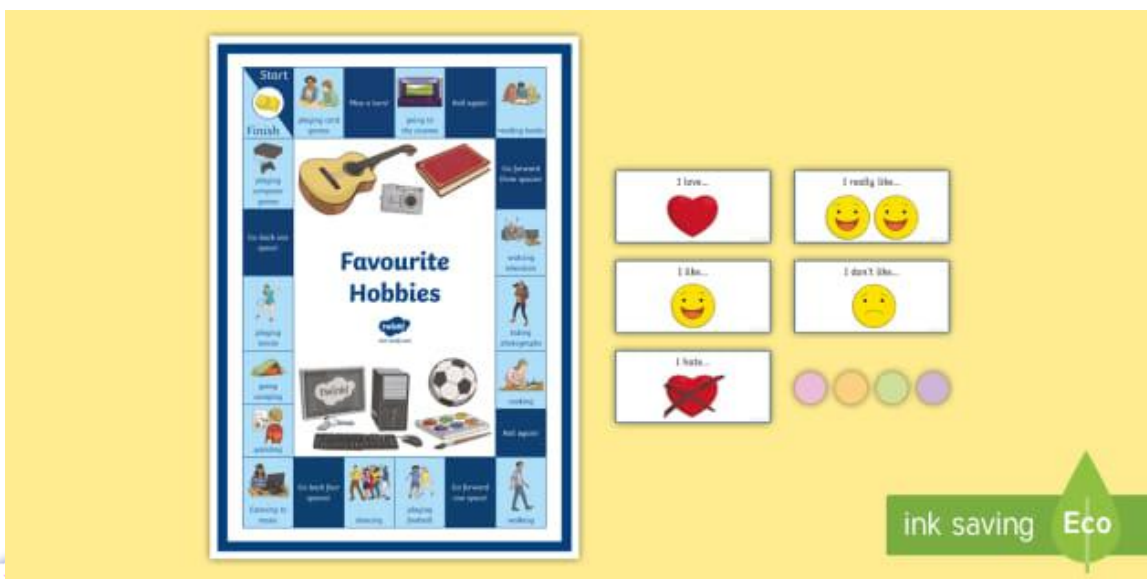 Start
Finish
playing card
games
Miss a turn!
going to
the cinema
Roll again!
reading books
Go forward
three spaces!
watching
television
taking
photographs
cooking
Roll again!
walking
Go forward
one space!
playing
football
dancing
Go back four
spaces!
listening to
music
painting
going
camping
playing
tennis
Go back one
space!
playing
computer
games
Favourite
Hobbies
twinkl
twinkl
I love...
I really like...
I like...
I don't like...
I hate...
ink saving
Eco